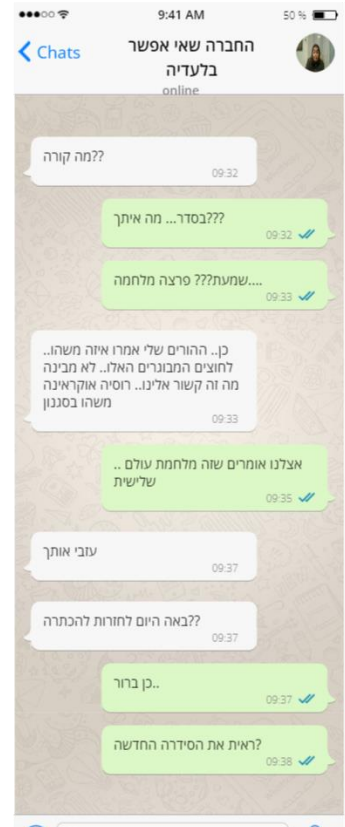 9:41 AM
50 %
Chats
החברה שאי אפשר
בלעדיה
online
מה קורה??
09:32
בסדר... מה איתך???
09:32
שמעת??? פרצה מלחמה....
09:33
כן.. ההורים שלי אמרו איזה משהו..
לחוצים המבוגרים האלו.. לא מבינה
מה זה קשור אלינו.. רוסיה אוקראינה
משהו בסגנון
09:33
אצלנו אומרים שזה מלחמת עולם ..
שלישית
09:35
עזבי אותך
09:37
באה היום לחזרות להכתרה??
09:37
כן ברור..
09:37
ראית את הסידרה החדשה?
09:38